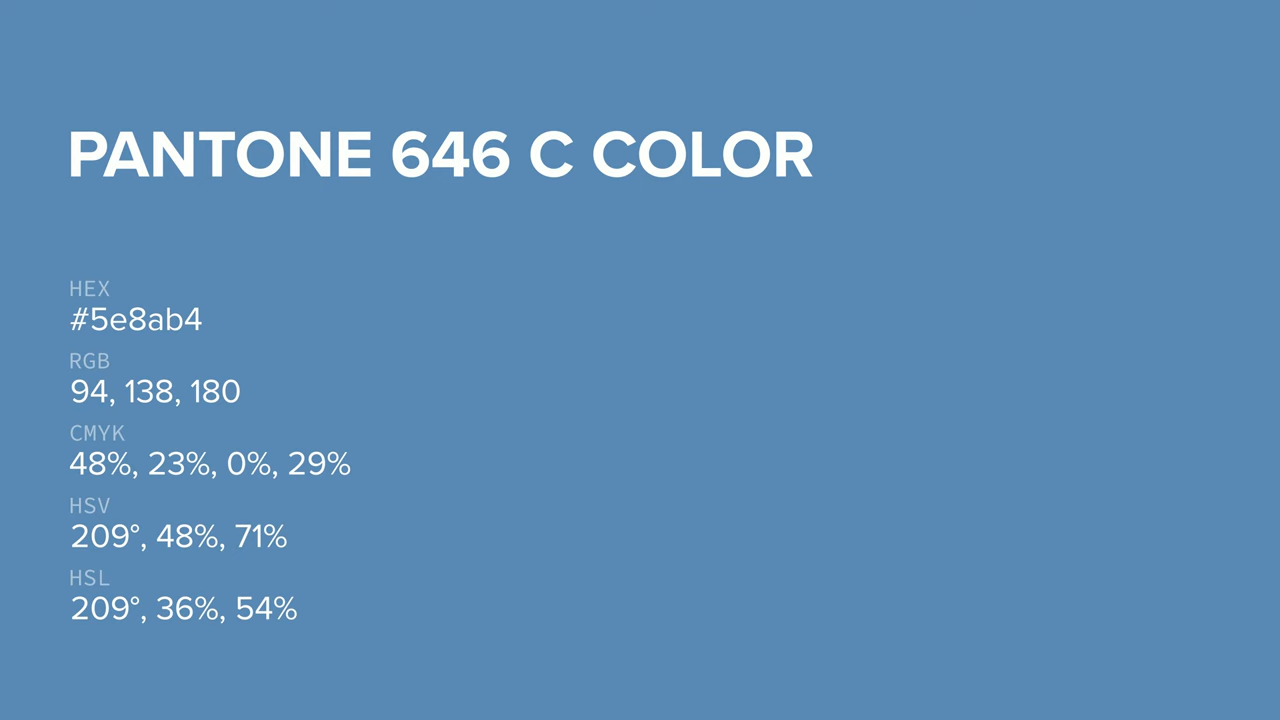 PANTONE 646 C COLOR
HEX
#5e8ab4
RGB
94, 138, 180
CMYK
48%, 23%, 0%, 29%
HSV
209°, 48%, 71%
HSL
209°, 36%, 54%